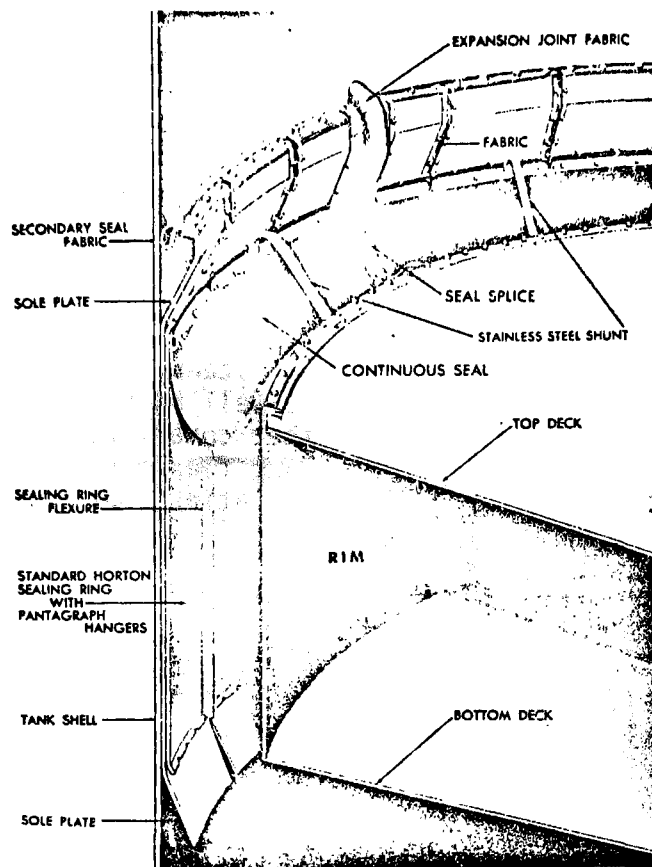 EXPANSION JOINT FABRIC
FABRIC
SECONDARY SEAL
FABRIC
SOLE PLATE
SEAL SPLICE
STAINLESS STEEL SHUNT
CONTINUOUS SEAL
TOP DECK
SEALING RING
FLEXURE
RIM
STANDARD HORTON
SEALING RING
WITH
PANTAGRAPH
HANGERS
TANK SHELL
BOTTOM DECK
SOLE PLATE